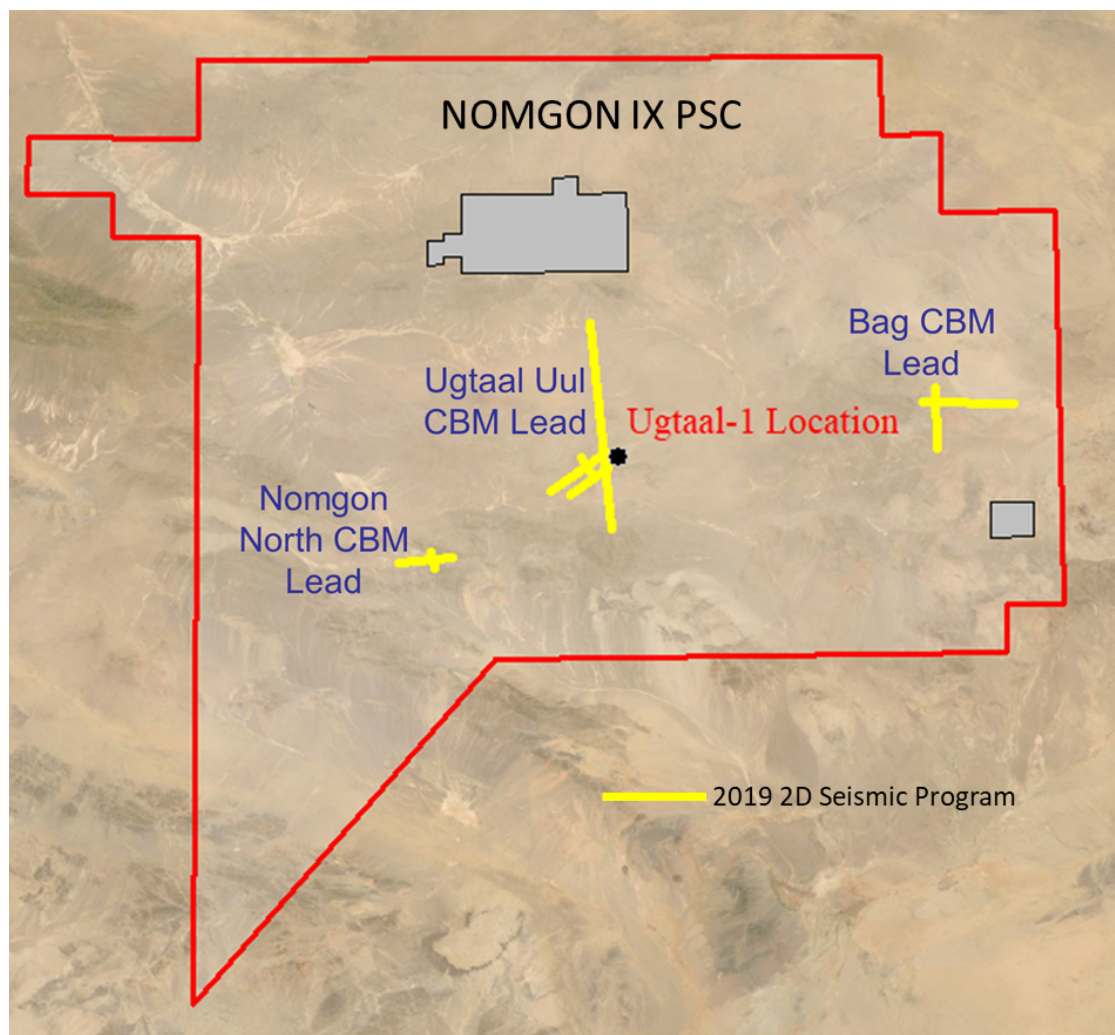 NOMGON IX PSC
Bag CBM
Lead
Ugtaal Uul
CBM Lead
Ugtaal-1 Location
Nomgon
North CBM
Lead
2019 2D Seismic Program